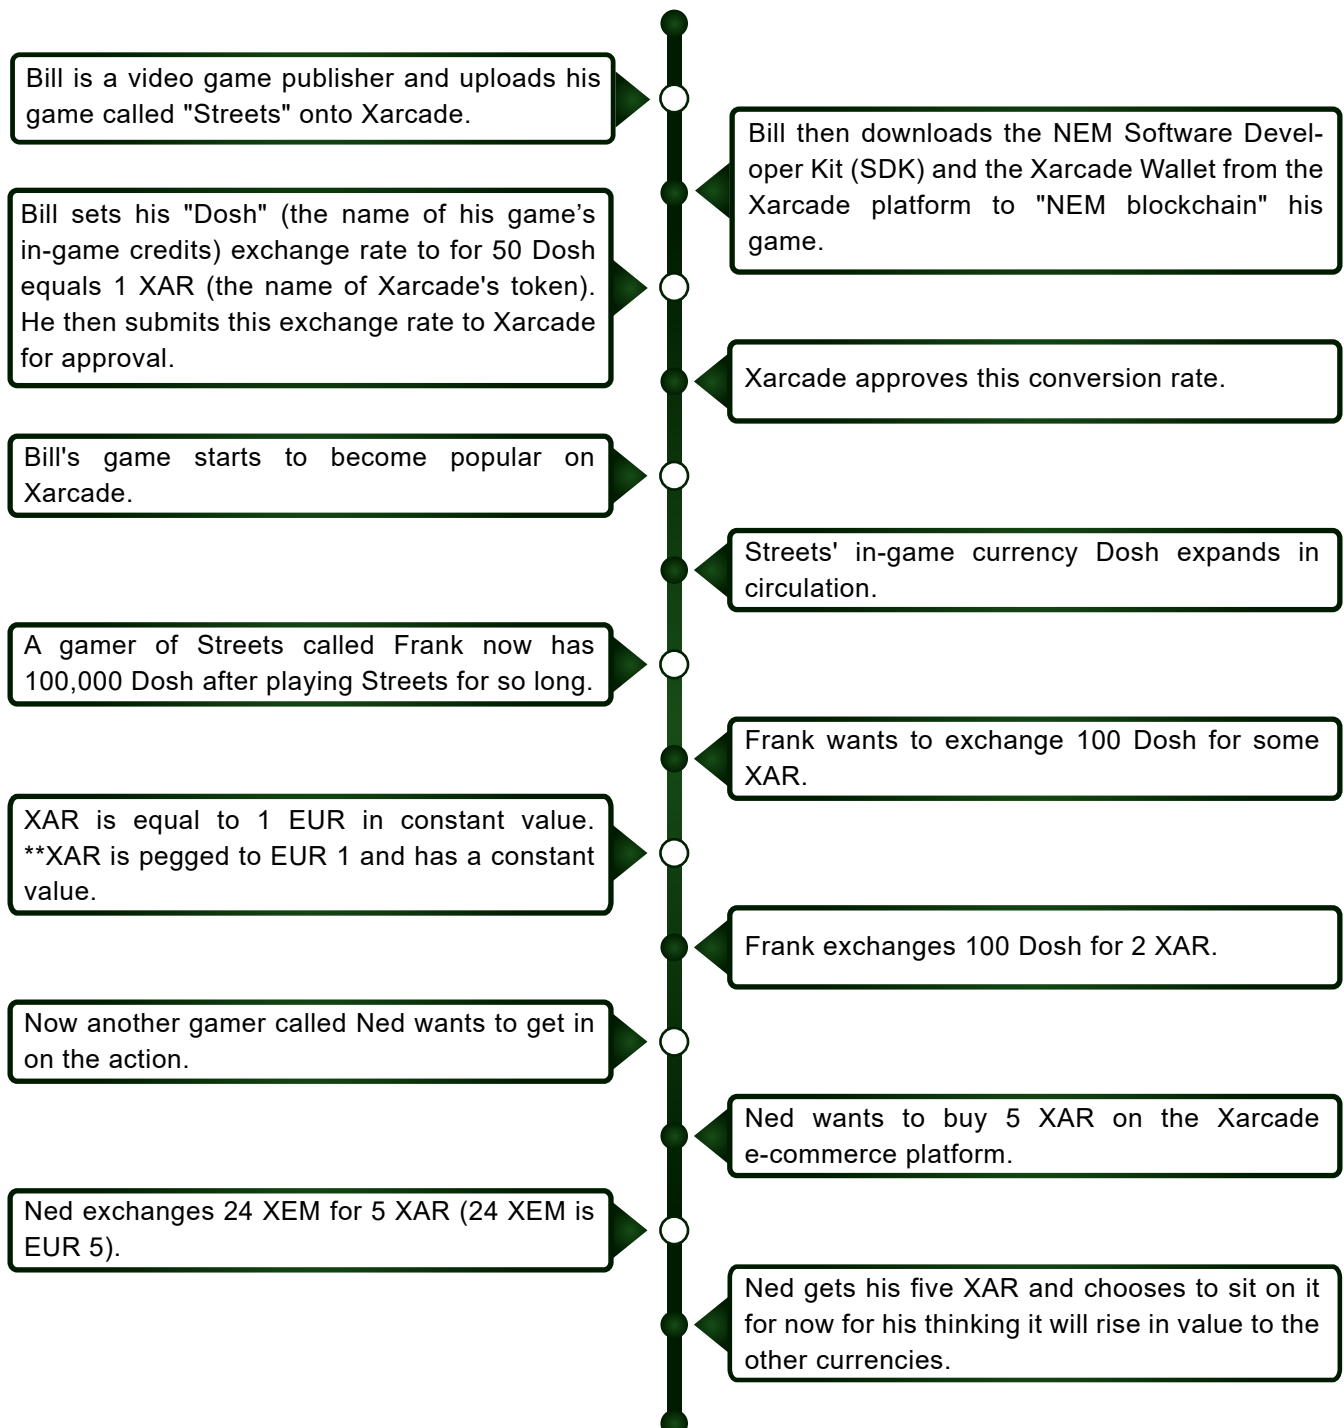 Bill is a video game publisher and uploads his
game called "Streets" onto Xarcade.
Bill then downloads the NEM Software Devel-
oper Kit (SDK) and the Xarcade Wallet from the
Xarcade platform to "NEM blockchain" his
game.
Bill sets his "Dosh" (the name of his game’s
in-game credits) exchange rate to for 50 Dosh
equals 1 XAR (the name of Xarcade's token).
He then submits this exchange rate to Xarcade
for approval.
Xarcade approves this conversion rate.
Bill's game starts to become popular on
Xarcade.
Streets' in-game currency Dosh expands in
circulation.
A gamer of Streets called Frank now has
100,000 Dosh after playing Streets for so long.
Frank wants to exchange 100 Dosh for some
XAR.
XAR is equal to 1 EUR in constant value.
**XAR is pegged to EUR 1 and has a constant
value.
Frank exchanges 100 Dosh for 2 XAR.
Now another gamer called Ned wants to get in
on the action.
Ned wants to buy 5 XAR on the Xarcade
e-commerce platform.
Ned exchanges 24 XEM for 5 XAR (24 XEM is
EUR 5).
Ned gets his five XAR and chooses to sit on it
for now for his thinking it will rise in value to the
other currencies.